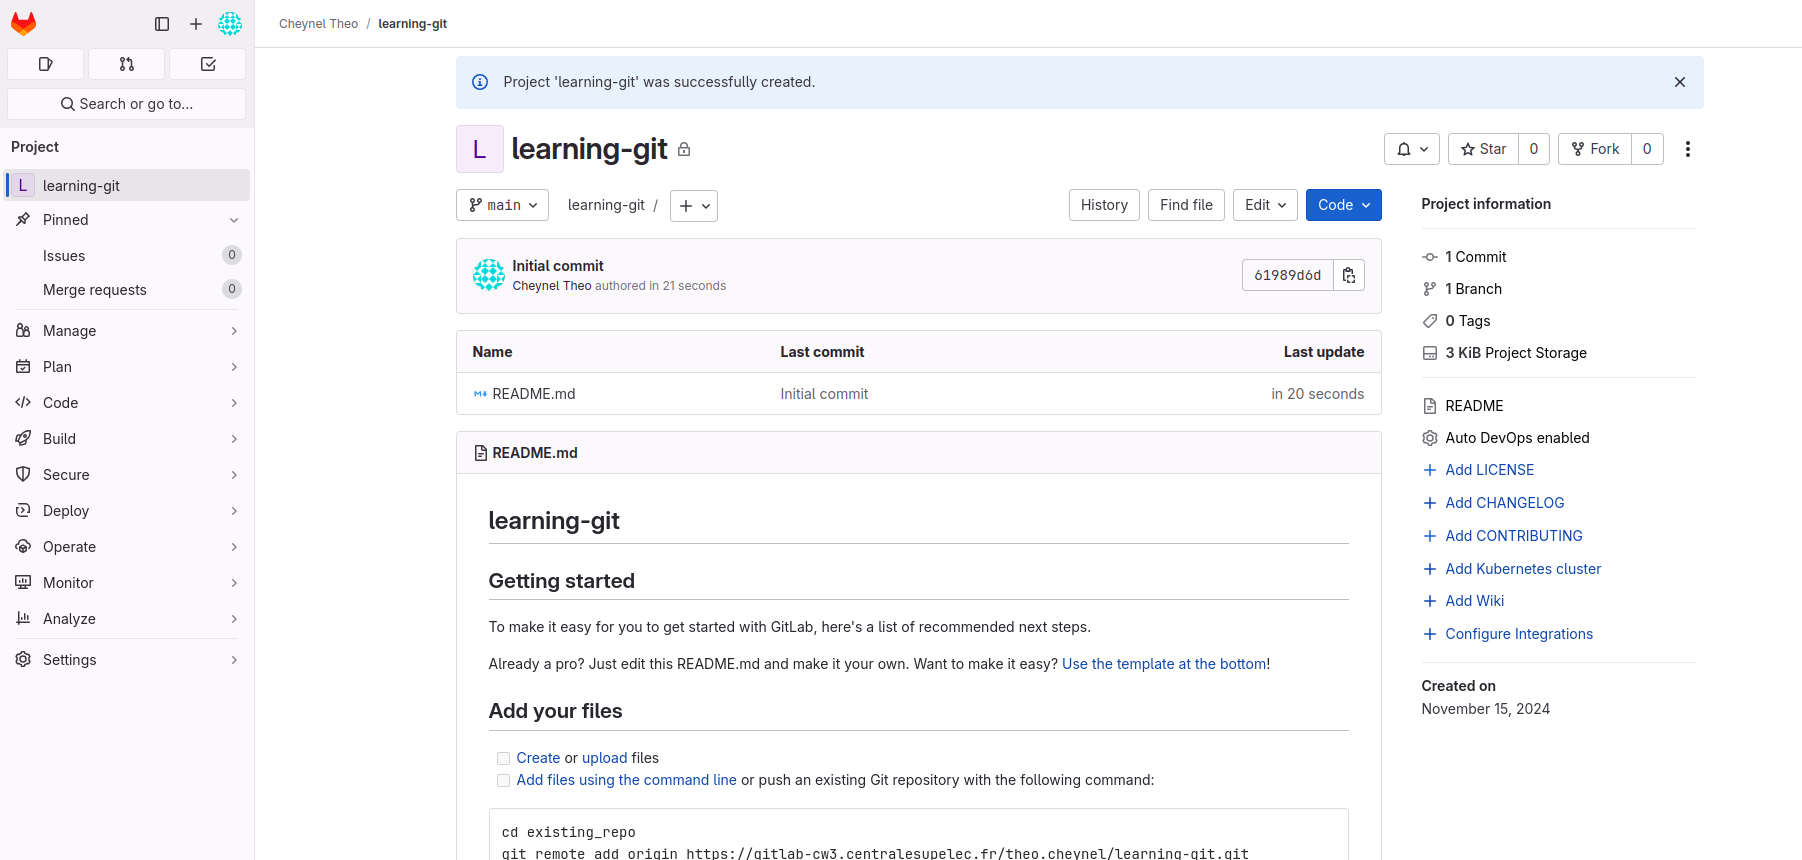 Cheynel Theo / learning-git
Search or go to...
Project
L learning-git
Pinned
Issues 0
Merge requests 0
Manage
Plan
Code
Build
Secure
Deploy
Operate
Monitor
Analyze
Settings
Project 'learning-git' was successfully created.
L learning-git
Star 0 Fork 0
main learning-git / History Find file Edit Code
Initial commit
Cheynel Theo authored in 21 seconds
61989d6d
Name Last commit Last update
README.md Initial commit in 20 seconds
README.md
learning-git
Getting started
To make it easy for you to get started with GitLab, here's a list of recommended next steps.
Already a pro? Just edit this README.md and make it your own. Want to make it easy? Use the template at the bottom!
Add your files
Create or upload files
Add files using the command line or push an existing Git repository with the following command:
cd existing_repo
git remote add origin https://gitlab-cw3.centralesupelec.fr/theo.cheynel/learning-git.git
Project information
1 Commit
1 Branch
0 Tags
3 KiB Project Storage
README
Auto DevOps enabled
Add LICENSE
Add CHANGELOG
Add CONTRIBUTING
Add Kubernetes cluster
Add Wiki
Configure Integrations
Created on
November 15, 2024